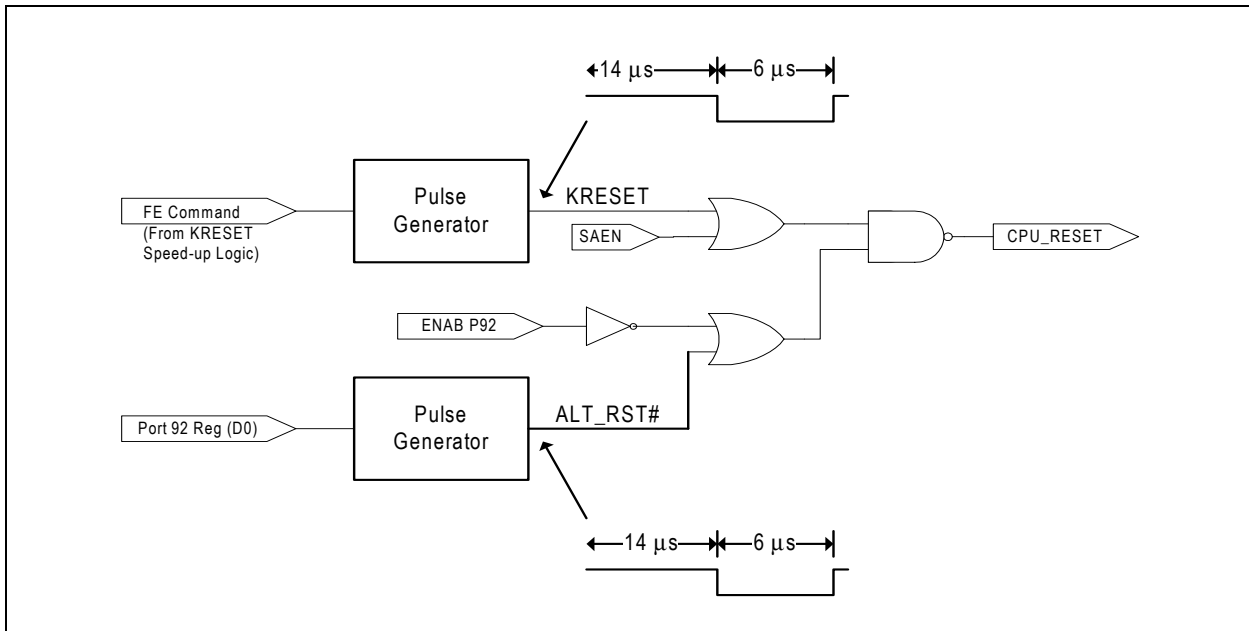 14 μs
6 μs
FE Command
(From KRESET
Speed-up Logic)
Pulse
Generator
KRESET
SAEN
CPU_RESET
ENAB P92
Port 92 Reg (D0)
Pulse
Generator
ALT_RST#
14 μs
6 μs